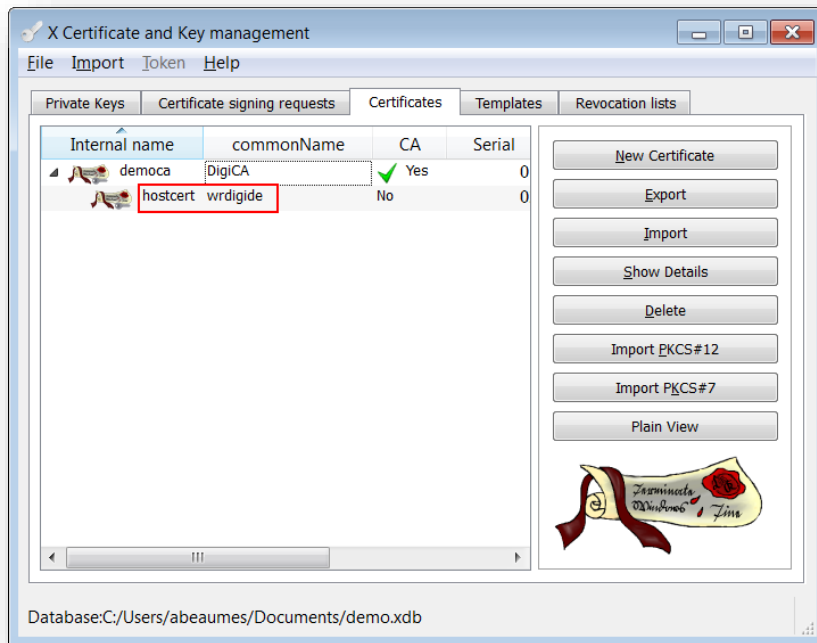 X Certificate and Key management
File Import Token Help
Private Keys Certificate signing requests Certificates Templates Revocation lists
Internal name commonName CA Serial
democa DigiCA Yes 0
hostcert wrdigide No 0
New Certificate
Export
Import
Show Details
Delete
Import PKCS#12
Import PKCS#7
Plain View
Windows
Database:C:/Users/abeaumes/Documents/demo.xdb